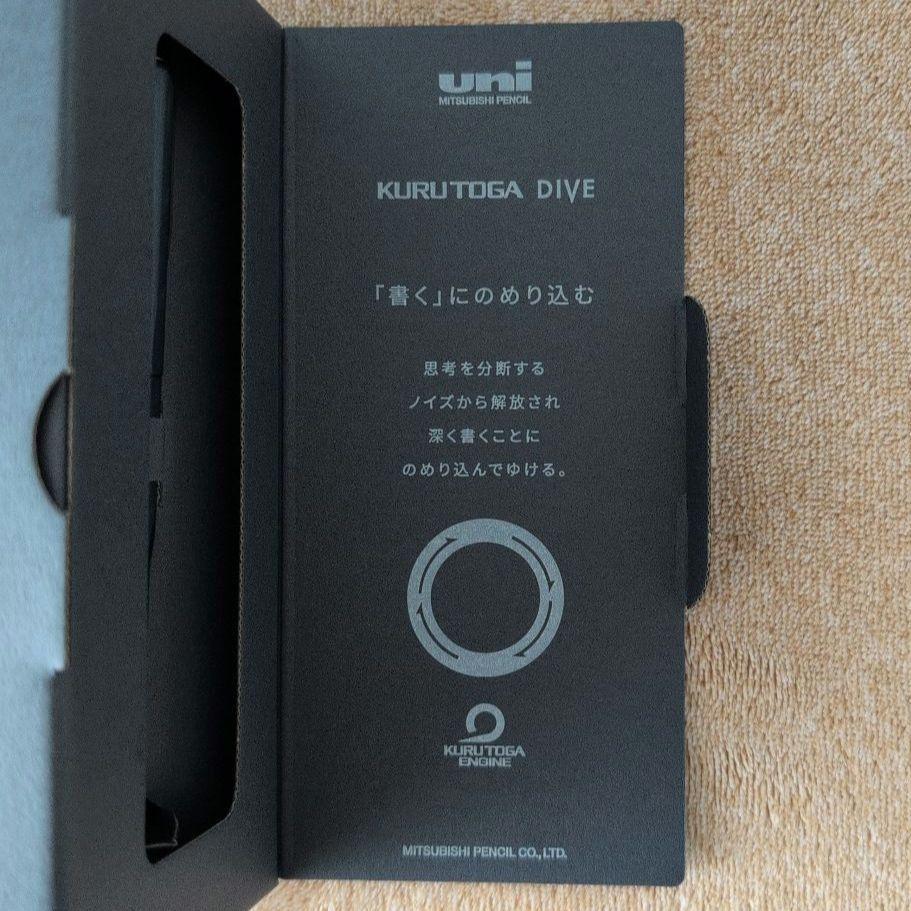 uni
MITSUBISHI PENCIL
KURUTOGA DIVE
「書く」にのめり込む
思考を分断する
ノイズから解放され
深く書くことに
のめり込んでゆける。
KURUTOGA
ENGINE
MITSUBISHI PENCIL CO., LTD.